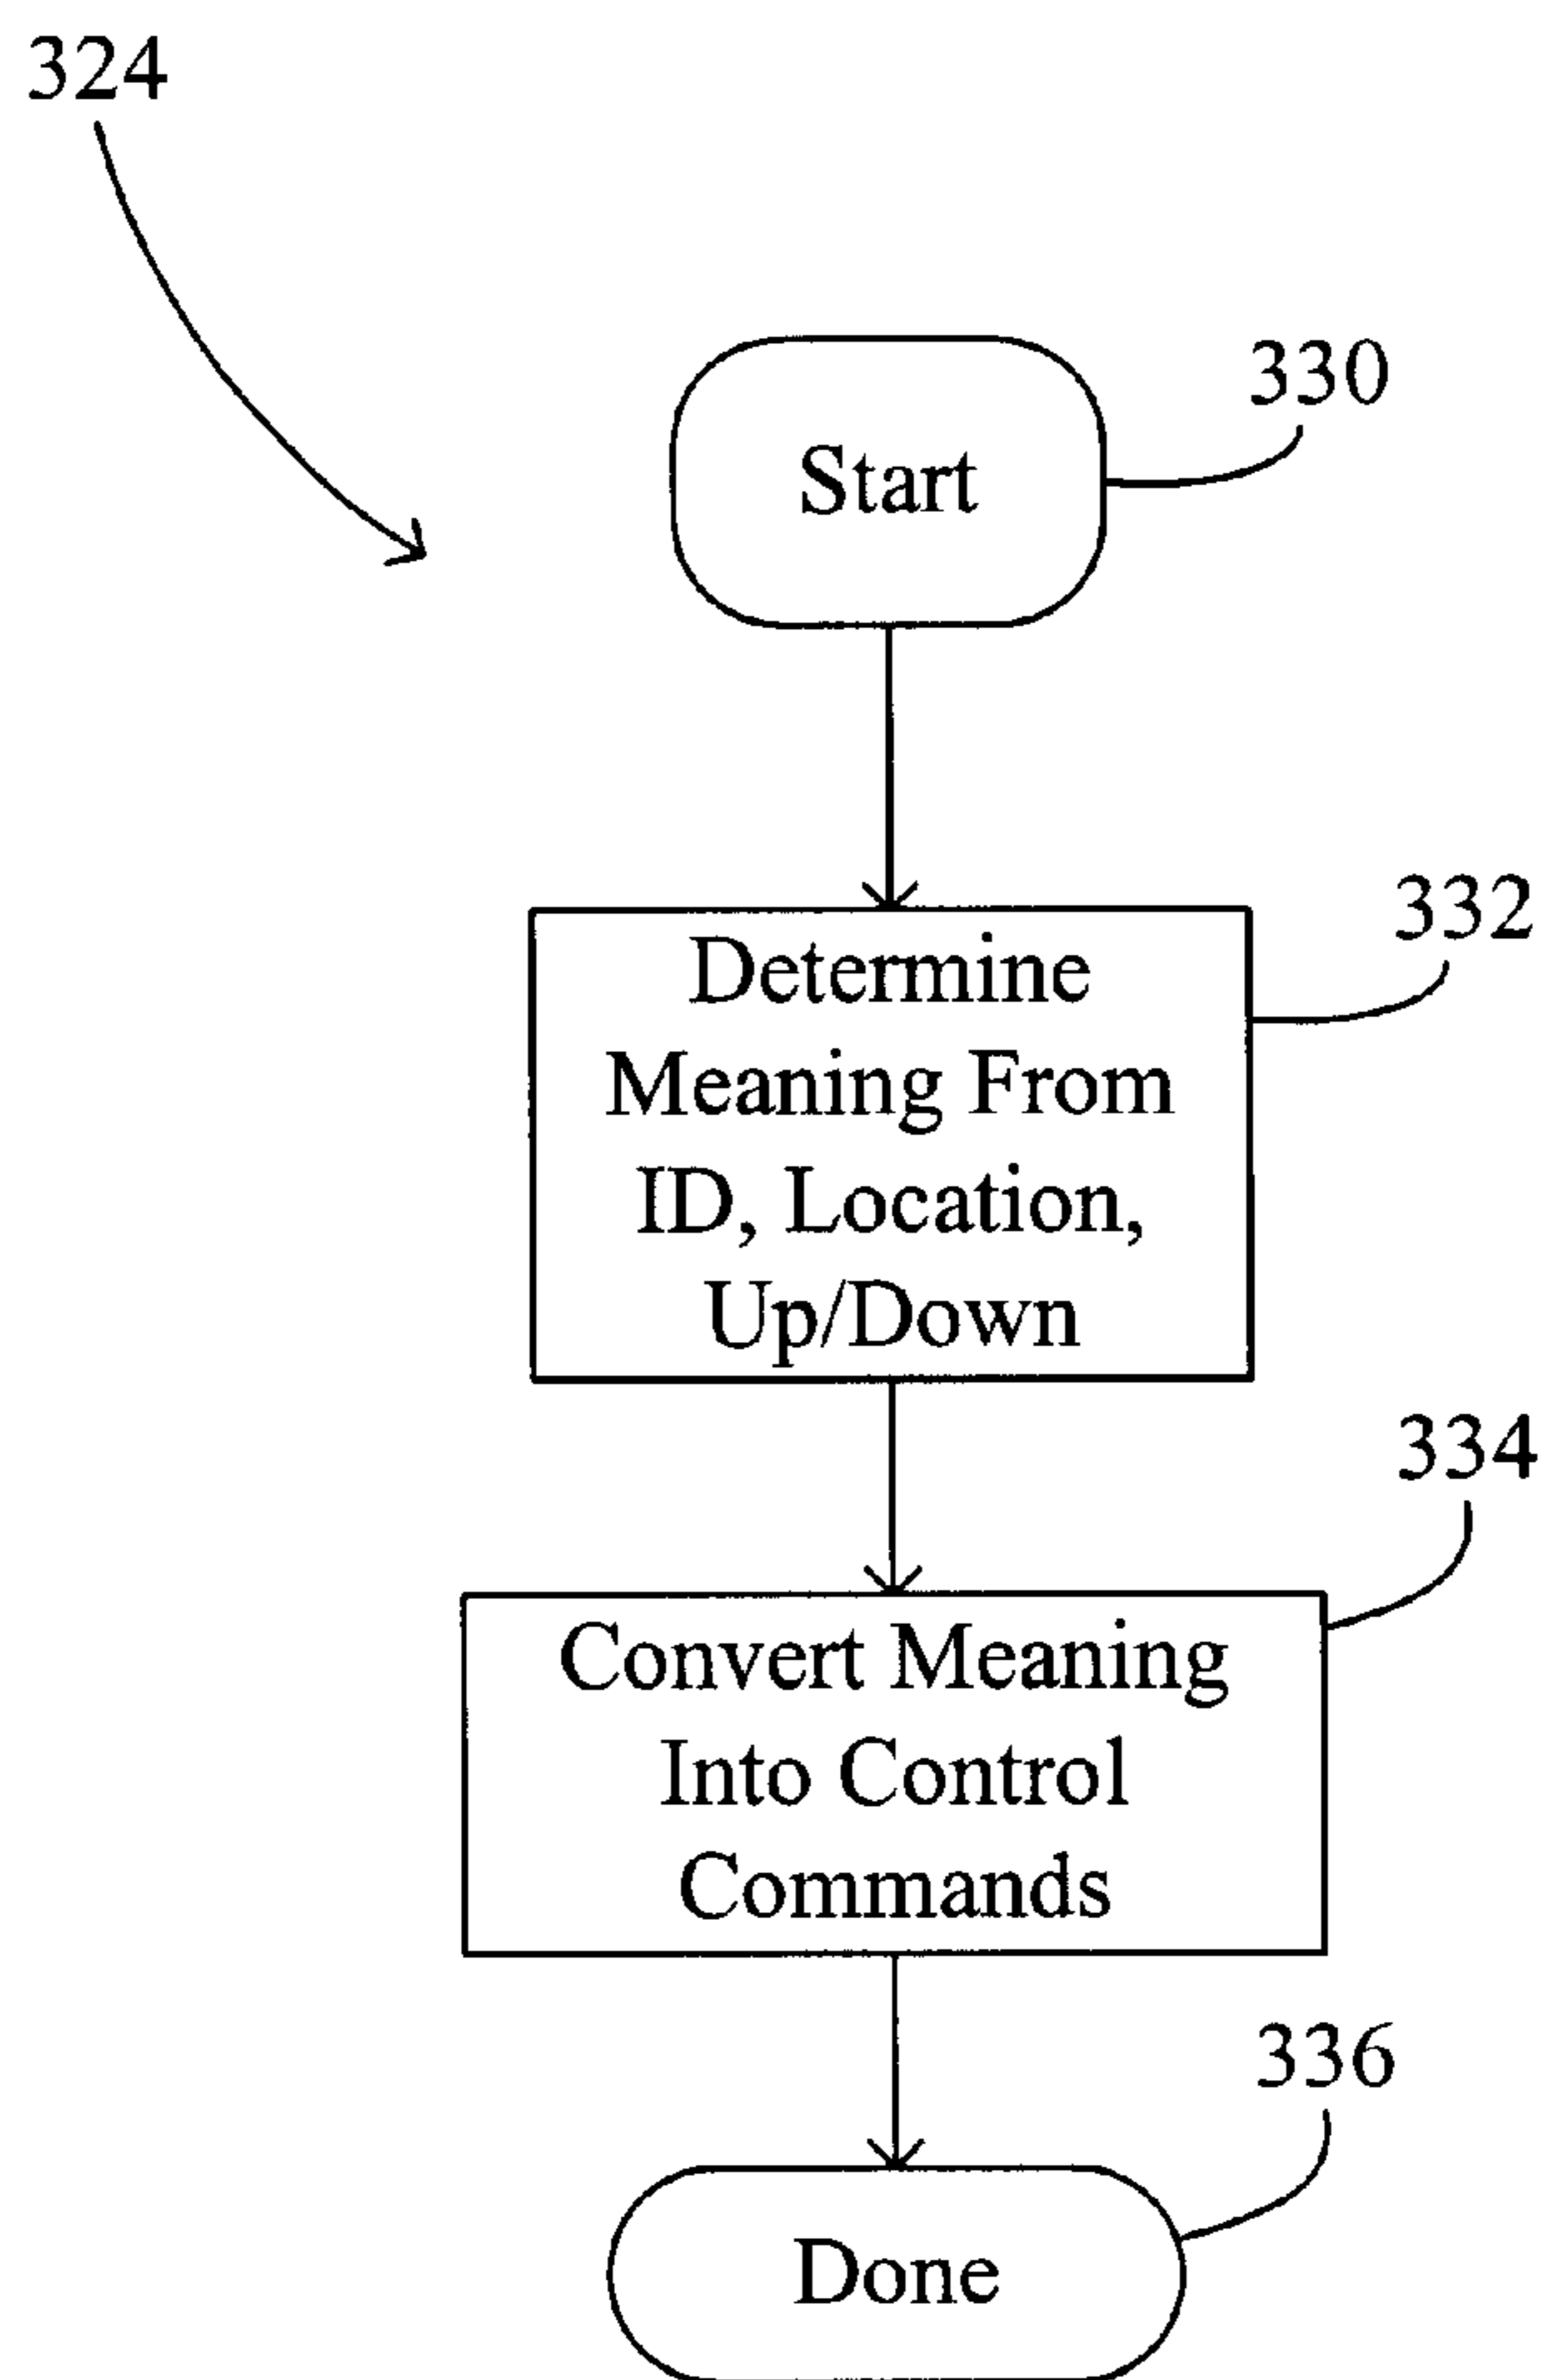 324
330
Start
332
Determine
Meaning From
ID, Location,
Up/Down
334
Convert Meaning
Into Control
Commands
336
Done